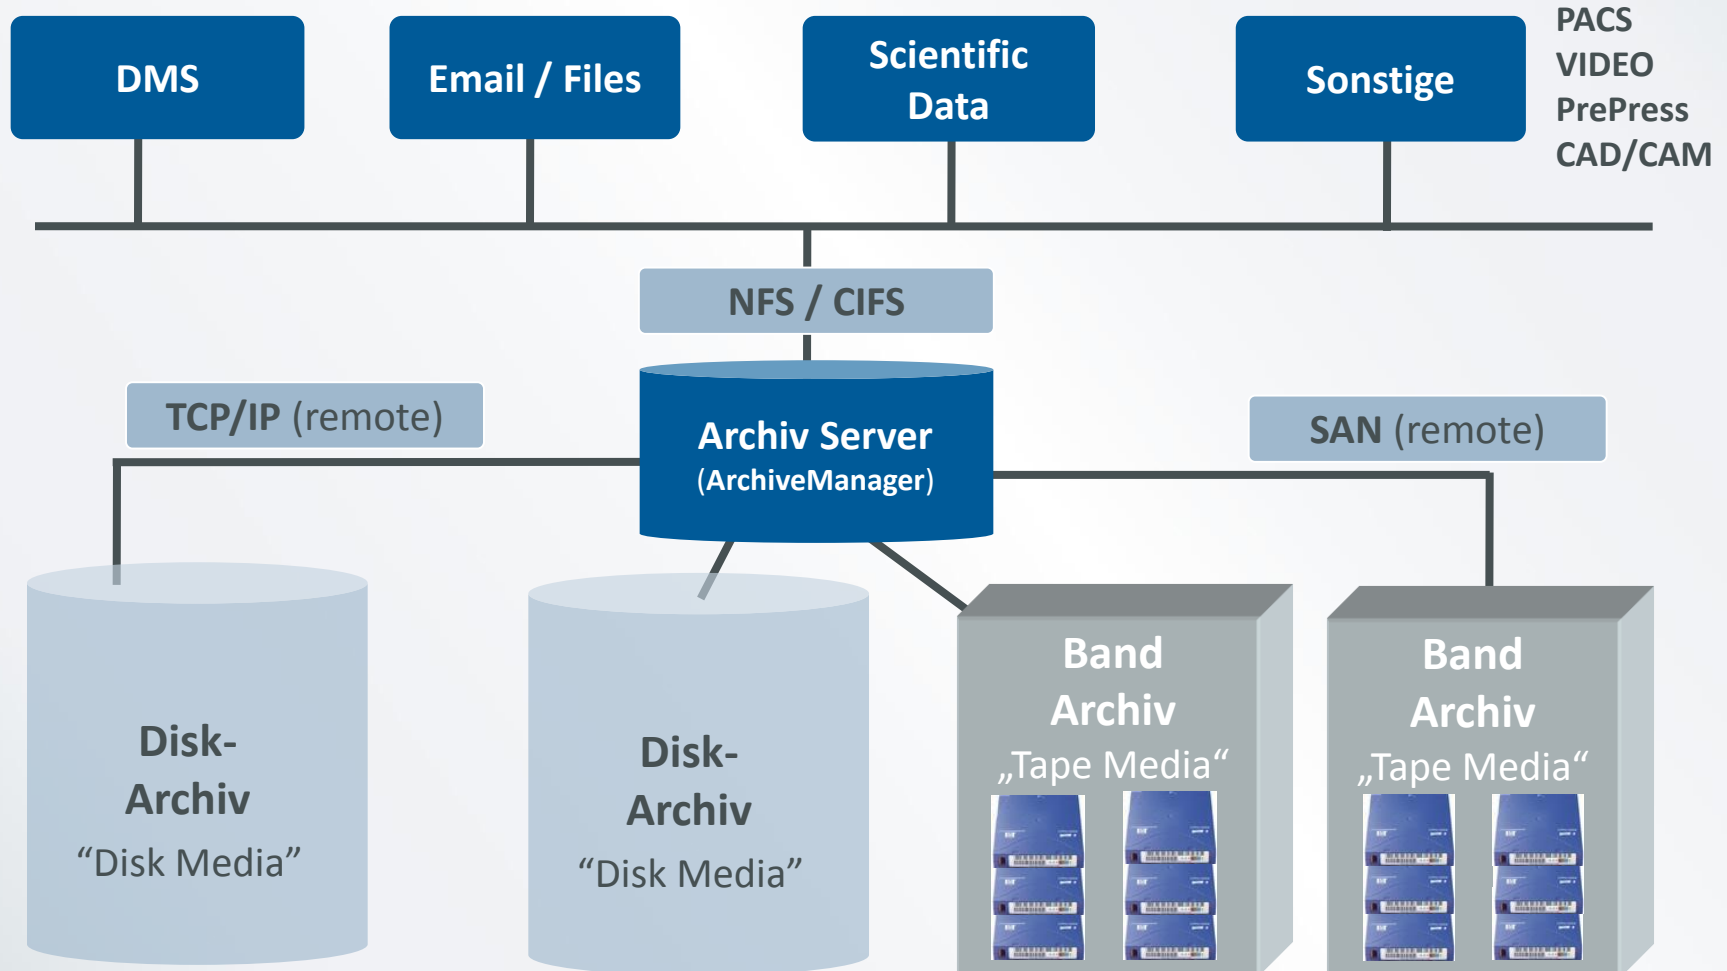 DMS
Email / Files
Scientific
Data
Sonstige
PACS
VIDEO
PrePress
CAD/CAM
NFS / CIFS
TCP/IP (remote)
Archiv Server
(ArchiveManager)
SAN (remote)
Disk-
Archiv
“Disk Media”
Disk-
Archiv
“Disk Media”
Band
Archiv
„Tape Media“
Band
Archiv
„Tape Media“